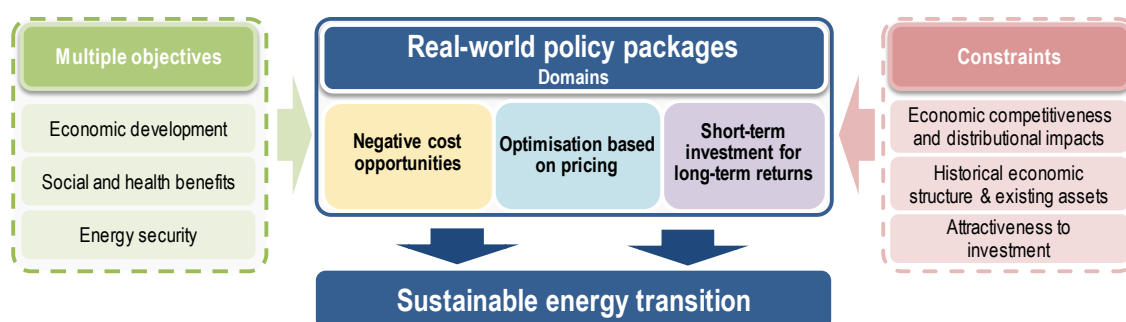 Multiple objectives
Economic development
Social and health benefits
Energy security
Real-world policy packages
Domains
Negative cost
opportunities
Optimisation based
on pricing
Short-term
investment for
long-term returns
Constraints
Economic competitiveness
and distributional impacts
Historical economic
structure & existing assets
Attractiveness to
investment
Sustainable energy transition